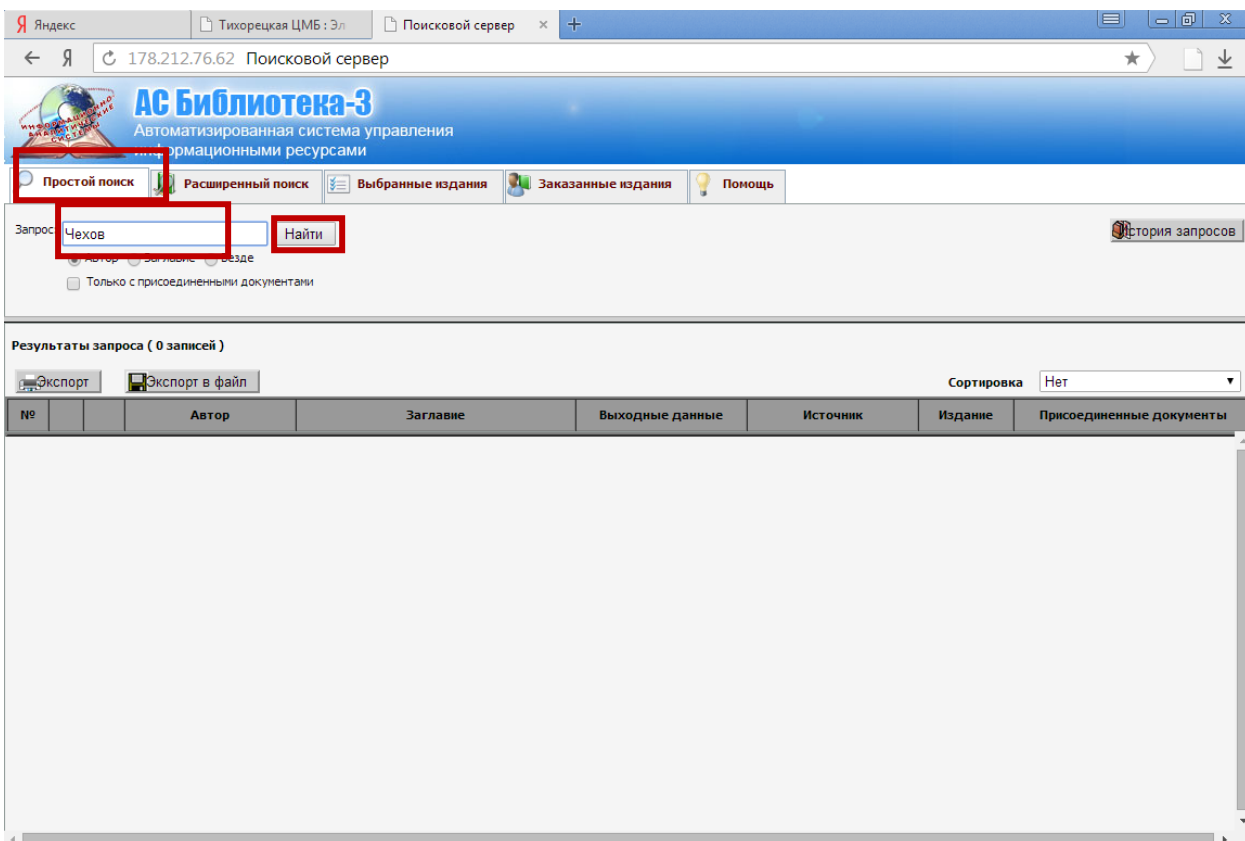 Я Яндекс
Тихорецкая ЦМБ : Эл
Поисковой сервер
Я 178.212.76.62 Поисковой сервер
АС Библиотека-3
Автоматизированная система управления
информационными ресурсами
Простой поиск Расширенный поиск Выбранные издания Заказанные издания Помощь
Запрос Чехов Найти История запросов
Автор Заглавие Везде
Только с присоединенными документами
Результаты запроса ( 0 записей )
Экспорт Экспорт в файл Сортировка Нет
№ Автор Заглавие Выходные данные Источник Издание Присоединенные документы